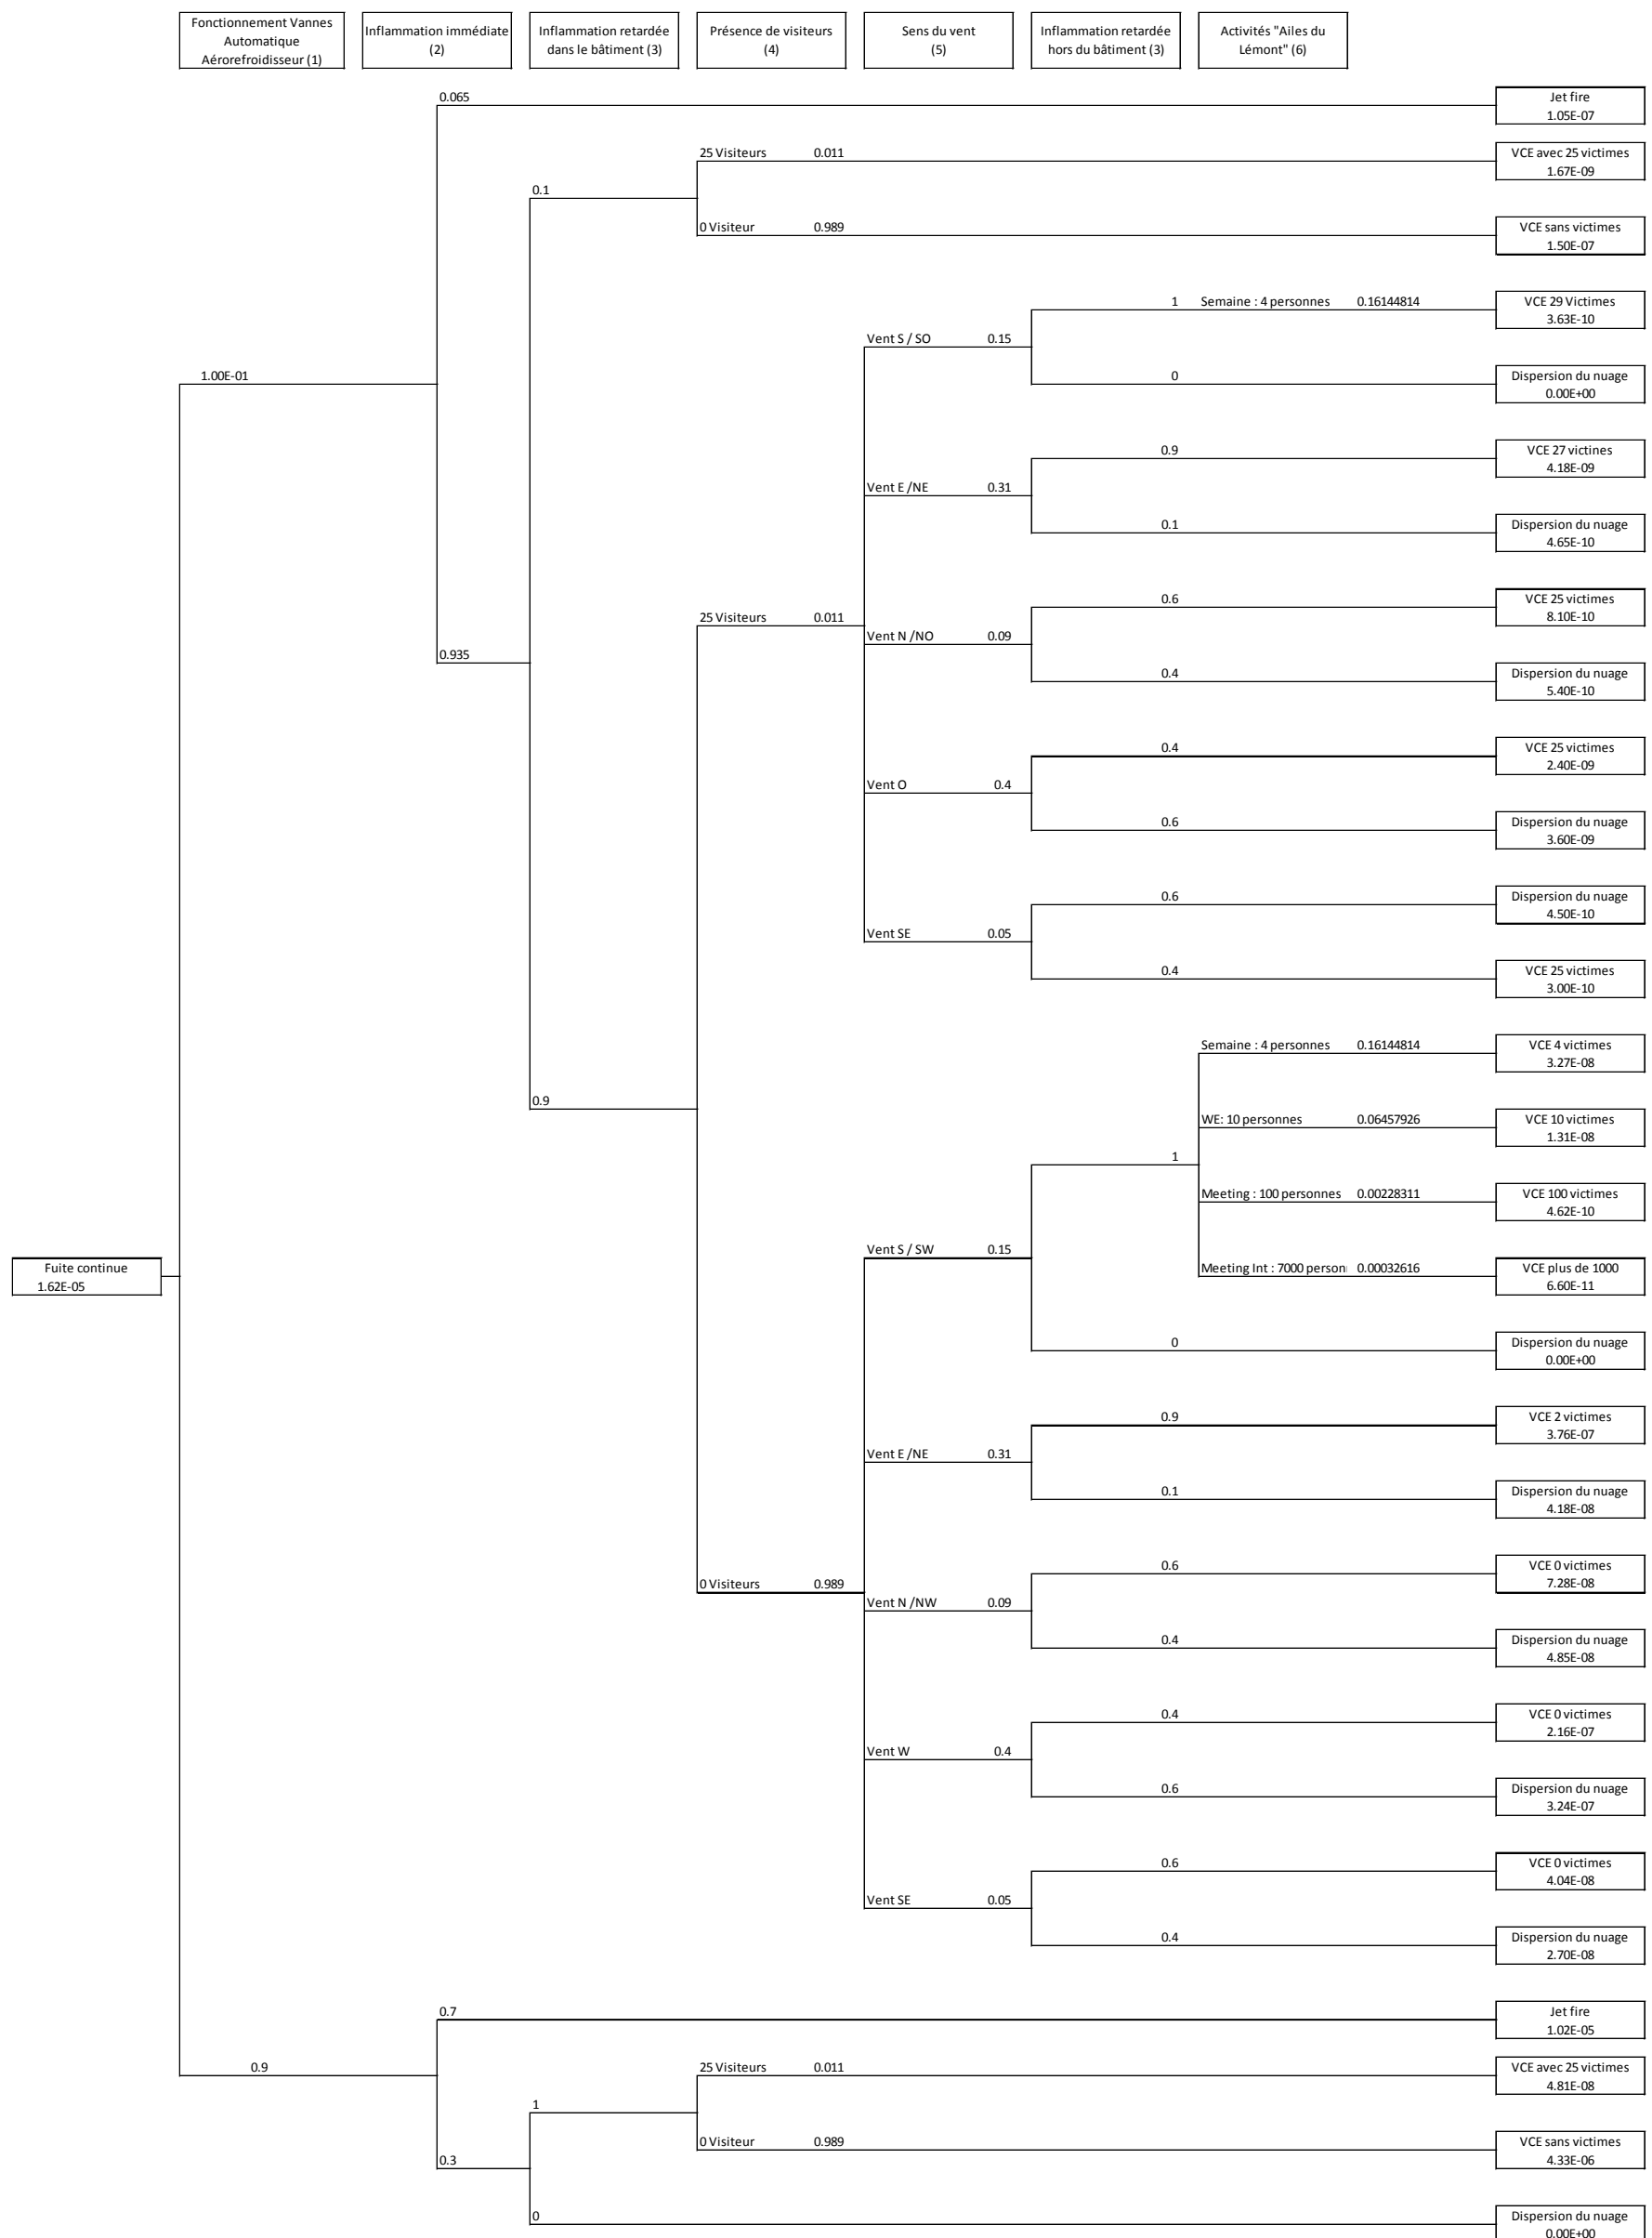 Fonctionnement Vannes
Automatique
Aérorefroidisseur (1)
Inflammation immédiate
(2)
Inflammation retardée
dans le bâtiment (3)
Présence de visiteurs
(4)
Sens du vent
(5)
Inflammation retardée
hors du bâtiment (3)
Activités "Ailes du
Lémont" (6)
0.065
Jet fire
1.05E-07
25 Visiteurs 0.011
VCE avec 25 victimes
1.67E-09
0.1
0 Visiteur 0.989
VCE sans victimes
1.50E-07
1 Semaine : 4 personnes 0.16144814
VCE 29 Victimes
3.63E-10
Vent S / SO 0.15
1.00E-01
0
Dispersion du nuage
0.00E+00
0.9
VCE 27 victines
4.18E-09
Vent E /NE 0.31
0.1
Dispersion du nuage
4.65E-10
0.6
VCE 25 victimes
8.10E-10
25 Visiteurs 0.011
Vent N /NO 0.09
0.935
0.4
Dispersion du nuage
5.40E-10
0.4
VCE 25 victimes
2.40E-09
Vent O 0.4
0.6
Dispersion du nuage
3.60E-09
0.6
Dispersion du nuage
4.50E-10
Vent SE 0.05
0.4
VCE 25 victimes
3.00E-10
Semaine : 4 personnes 0.16144814
VCE 4 victimes
3.27E-08
0.9
WE: 10 personnes 0.06457926
VCE 10 victimes
1.31E-08
1
Meeting : 100 personnes 0.00228311
VCE 100 victimes
4.62E-10
Vent S / SW 0.15
Fuite continue
1.62E-05
Meeting Int : 7000 person 0.00032616
VCE plus de 1000
6.60E-11
0
Dispersion du nuage
0.00E+00
0.9
VCE 2 victimes
3.76E-07
Vent E /NE 0.31
0.1
Dispersion du nuage
4.18E-08
0.6
VCE 0 victimes
7.28E-08
0 Visiteurs 0.989
Vent N /NW 0.09
0.4
Dispersion du nuage
4.85E-08
0.4
VCE 0 victimes
2.16E-07
Vent W 0.4
0.6
Dispersion du nuage
3.24E-07
0.6
VCE 0 victimes
4.04E-08
Vent SE 0.05
0.4
Dispersion du nuage
2.70E-08
0.7
Jet fire
1.02E-05
0.9
25 Visiteurs 0.011
VCE avec 25 victimes
4.81E-08
1
0 Visiteur 0.989
VCE sans victimes
4.33E-06
0.3
0
Dispersion du nuage
0.00E+00